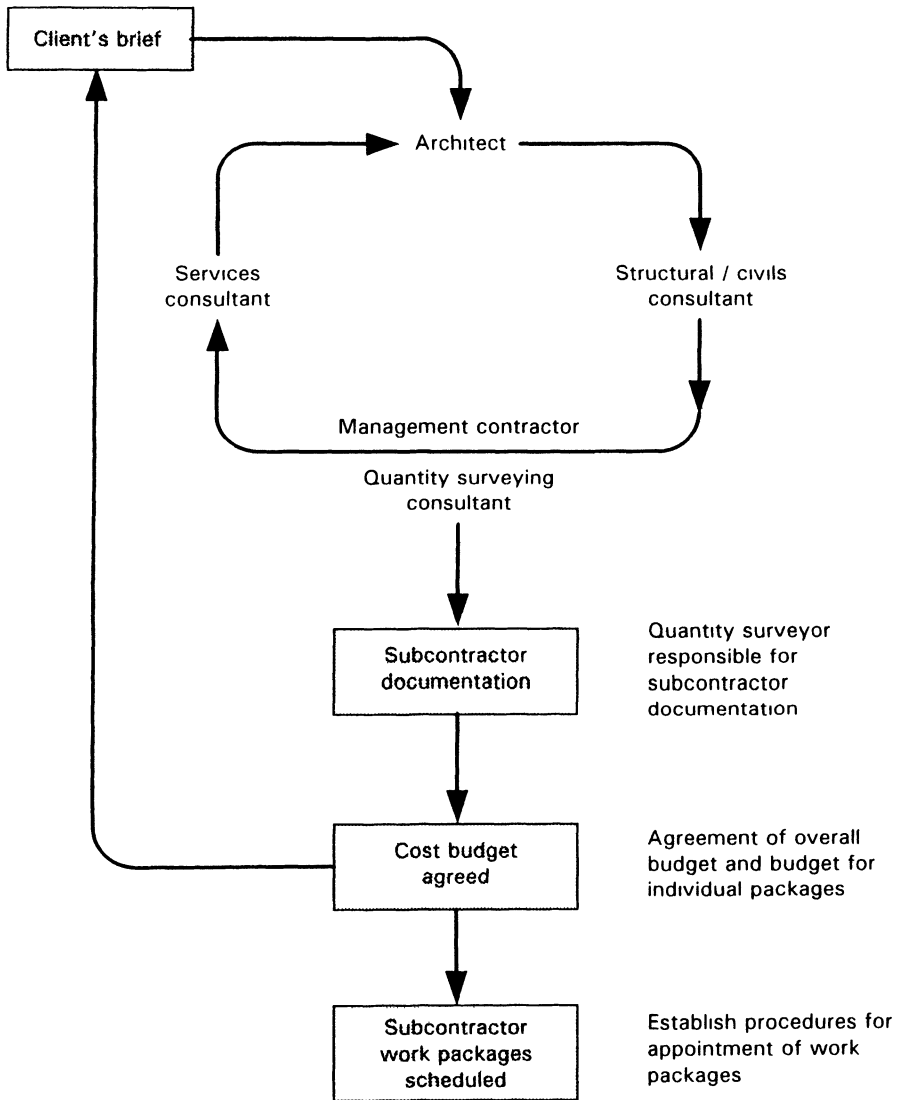 Client's brief
Architect
Services
consultant
Structural / civils
consultant
Management contractor
Quantity surveying
consultant
Subcontractor
documentation
Quantity surveyor
responsible for
subcontractor
documentation
Cost budget
agreed
Agreement of overall
budget and budget for
individual packages
Subcontractor
work packages
scheduled
Establish procedures for
appointment of work
packages